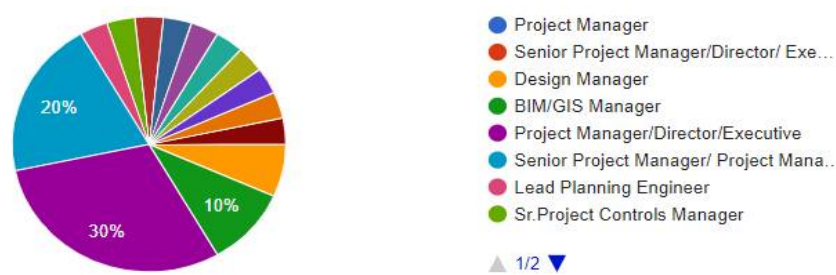 20%
30%
10%
Project Manager
Senior Project Manager/Director/ Exe...
Design Manager
BIM/GIS Manager
Project Manager/Director/Executive
Senior Project Manager/ Project Mana...
Lead Planning Engineer
Sr.Project Controls Manager
1/2